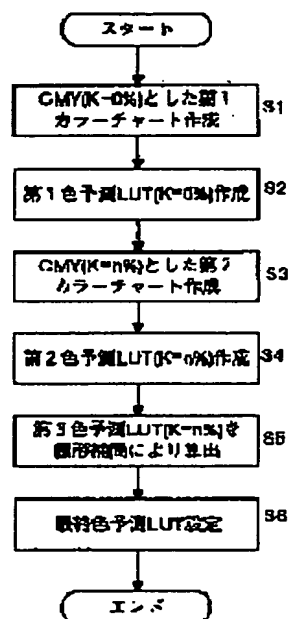 スタート
CMY(K=0%)とした第1
カラーチャート作成
S1
第1色予測LUT(K=0%)作成
S2
CMY(K=n%)とした第2
カラーチャート作成
S3
第2色予測LUT(K=n%)作成
S4
第3色予測LUT(K=n%)を
線形補間により算出
S5
最終色予測LUT設定
S6
エンド